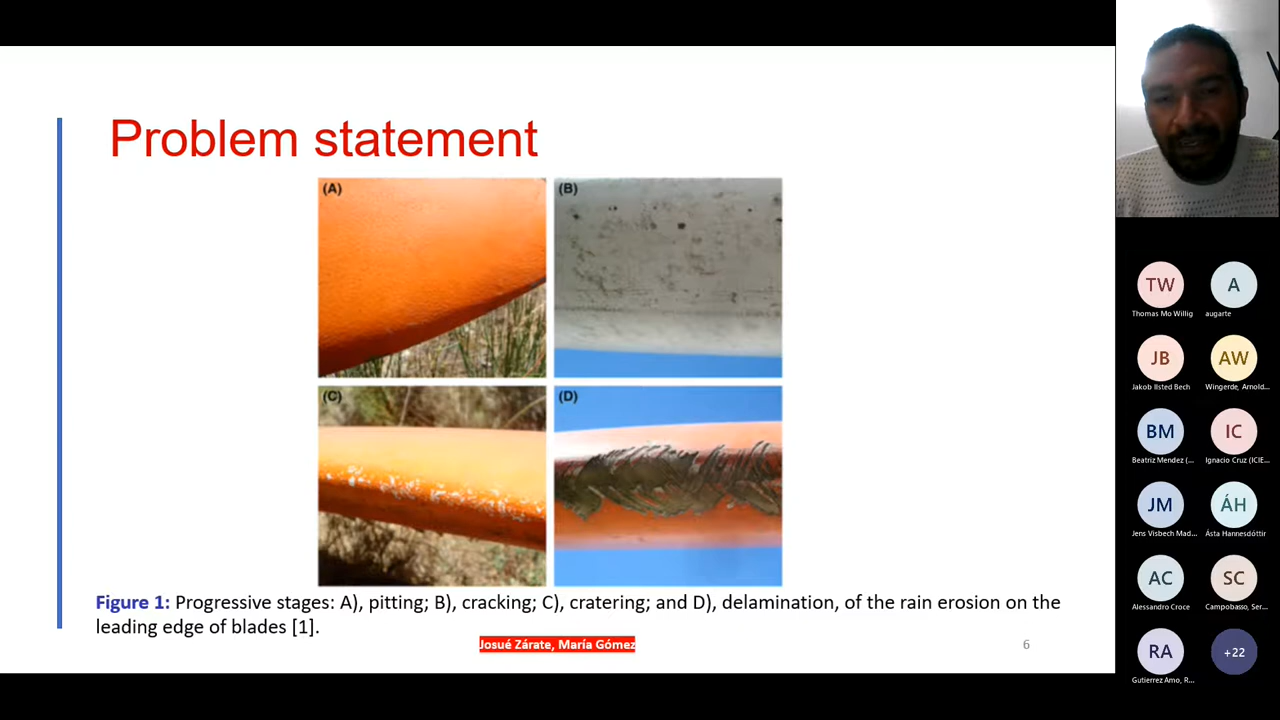 Problem statement
(A)
(B)
(C)
(D)
Figure 1: Progressive stages: A), pitting; B), cracking; C), cratering; and D), delamination, of the rain erosion on the
leading edge of blades [1].
Josué Zárate, María Gómez
6
TW
A
Thomas Mo Willig
augarte
JB
AW
Jakob Ilsted Bech
Wingerde, Arnold...
BM
IC
Beatriz Mendez (...
Ignacio Cruz (ICIE...
JM
ÁH
Jens Visbech Mad...
Ásta Hannesdóttir
AC
SC
Alessandro Croce
Campobasso, Ser...
RA
+22
Gutierrez Amo, R...